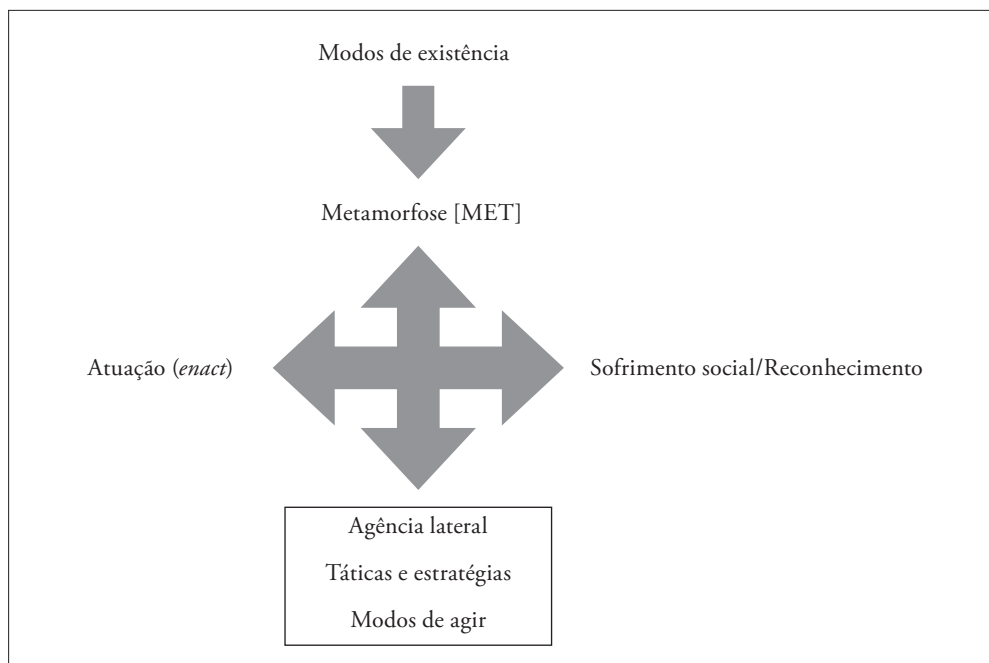 Modos de existência
Metamorfose [MET]
Atuação (enact)
Sofrimento social/Reconhecimento
Agência lateral
Táticas e estratégias
Modos de agir